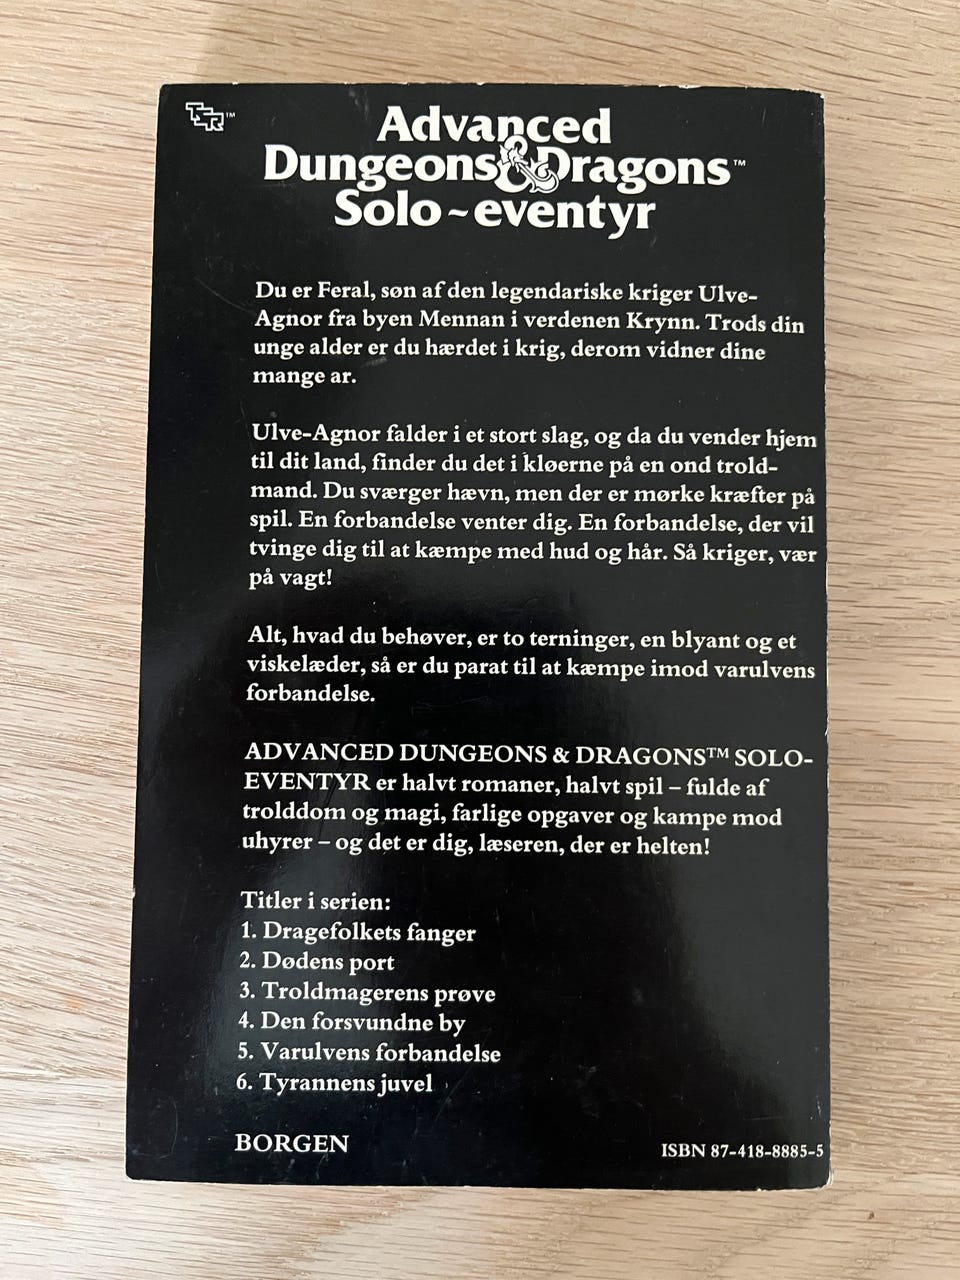 TSR™
Advanced
Dungeons & Dragons™
Solo~eventyr
Du er Feral, søn af den legendariske kriger Ulve-
Agnor fra byen Mennan i verdenen Krynn. Trods din
unge alder er du hærdet i krig, derom vidner dine
mange ar.
Ulve-Agnor falder i et stort slag, og da du vender hjem
til dit land, finder du det i kløerne på en ond trold-
mand. Du sværger hævn, men der er mørke kræfter på
spil. En forbandelse venter dig. En forbandelse, der vil
tvinge dig til at kæmpe med hud og hår. Så kriger, vær
på vagt!
Alt, hvad du behøver, er to terninger, en blyant og et
viskelæder, så er du parat til at kæmpe imod varulvens
forbandelse.
ADVANCED DUNGEONS & DRAGONS™ SOLO-
EVENTYR er halvt romaner, halvt spil – fulde af
trolddom og magi, farlige opgaver og kampe mod
uhyrer – og det er dig, læseren, der er helten!
Titler i serien:
1. Dragefolkets fanger
2. Dødens port
3. Troldmagerens prøve
4. Den forsvundne by
5. Varulvens forbandelse
6. Tyrannens juvel
BORGEN
ISBN 87-418-8885-5